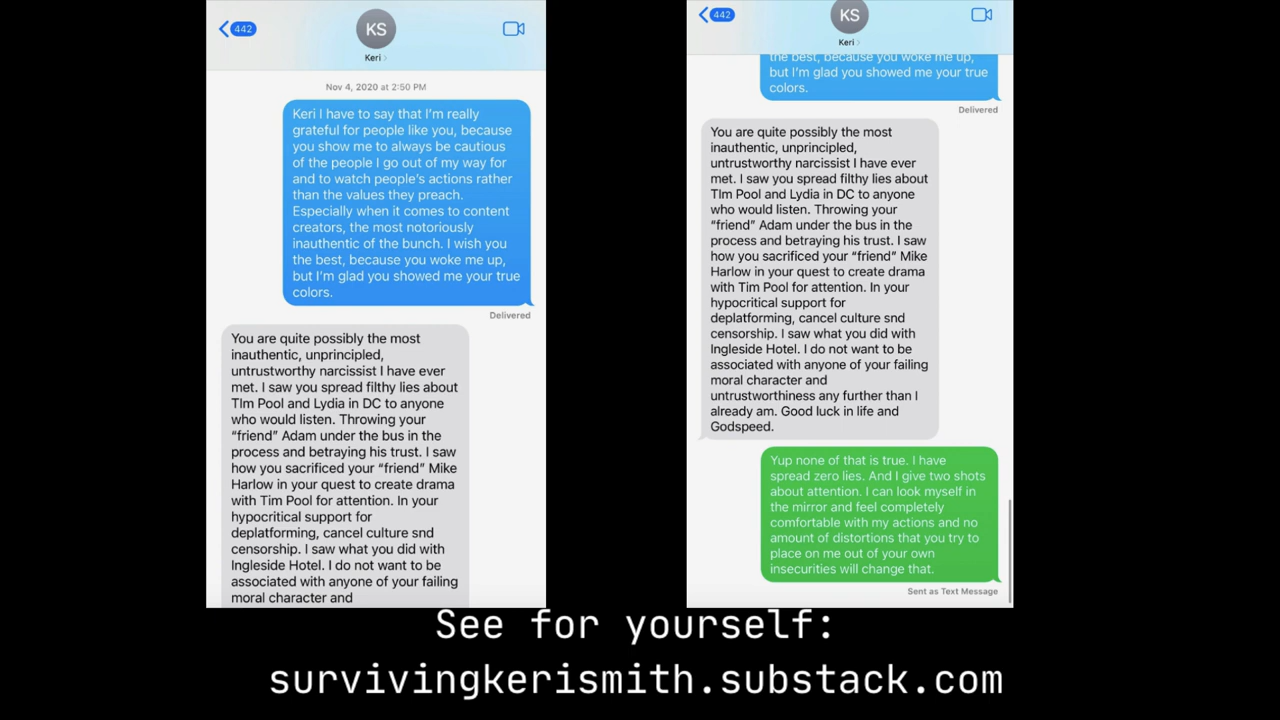 442
KS
Keri
Nov 4, 2020 at 2:50 PM
Keri I have to say that I'm really
grateful for people like you, because
you show me to always be cautious
of the people I go out of my way for
and to watch people's actions rather
than the values they preach.
Especially when it comes to content
creators, the most notoriously
inauthentic of the bunch. I wish you
the best, because you woke me up,
but I'm glad you showed me your true
colors.
Delivered
You are quite possibly the most
inauthentic, unprincipled,
untrustworthy narcissist I have ever
met. I saw you spread filthy lies about
TIm Pool and Lydia in DC to anyone
who would listen. Throwing your
"friend" Adam under the bus in the
process and betraying his trust. I saw
how you sacrificed your "friend" Mike
Harlow in your quest to create drama
with Tim Pool for attention. In your
hypocritical support for
deplatforming, cancel culture snd
censorship. I saw what you did with
Ingleside Hotel. I do not want to be
associated with anyone of your failing
moral character and
442
KS
Keri
the best, because you woke me up,
but I'm glad you showed me your true
colors.
Delivered
You are quite possibly the most
inauthentic, unprincipled,
untrustworthy narcissist I have ever
met. I saw you spread filthy lies about
TIm Pool and Lydia in DC to anyone
who would listen. Throwing your
"friend" Adam under the bus in the
process and betraying his trust. I saw
how you sacrificed your "friend" Mike
Harlow in your quest to create drama
with Tim Pool for attention. In your
hypocritical support for
deplatforming, cancel culture snd
censorship. I saw what you did with
Ingleside Hotel. I do not want to be
associated with anyone of your failing
moral character and
untrustworthiness any further than I
already am. Good luck in life and
Godspeed.
Yup none of that is true. I have
spread zero lies. And I give two shots
about attention. I can look myself in
the mirror and feel completely
comfortable with my actions and no
amount of distortions that you try to
place on me out of your own
insecurities will change that.
Sent as Text Message
See for yourself:
survivingkerismith.substack.com